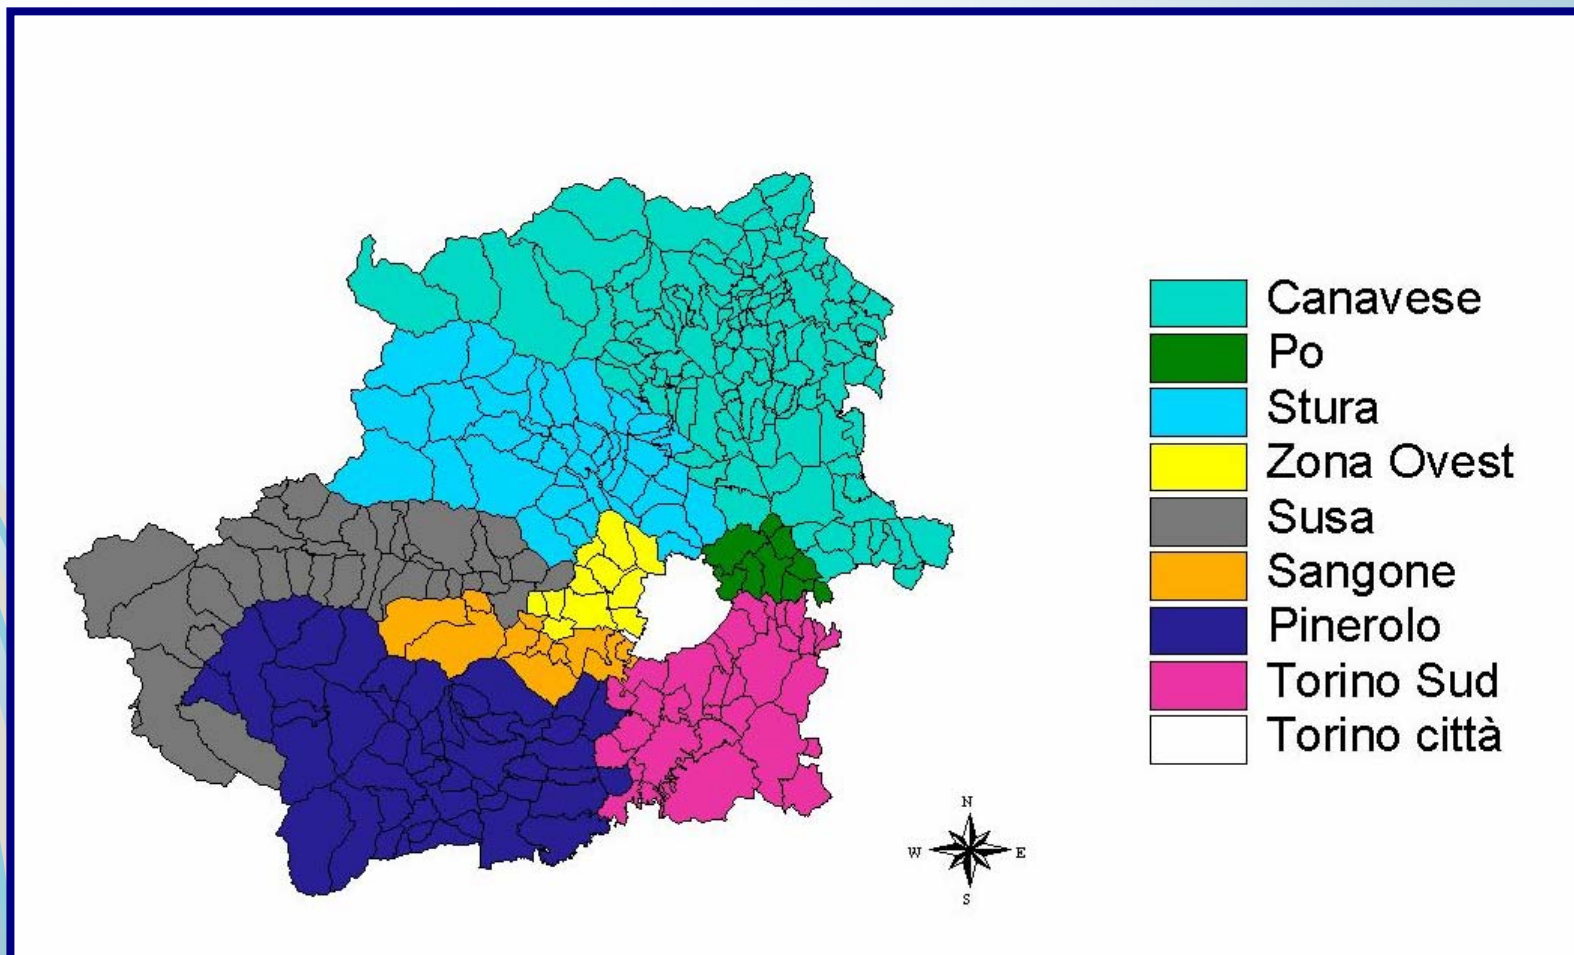 Canavese
Po
Stura
Zona Ovest
Susa
Sangone
Pinerolo
Torino Sud
Torino città
N
W E
S